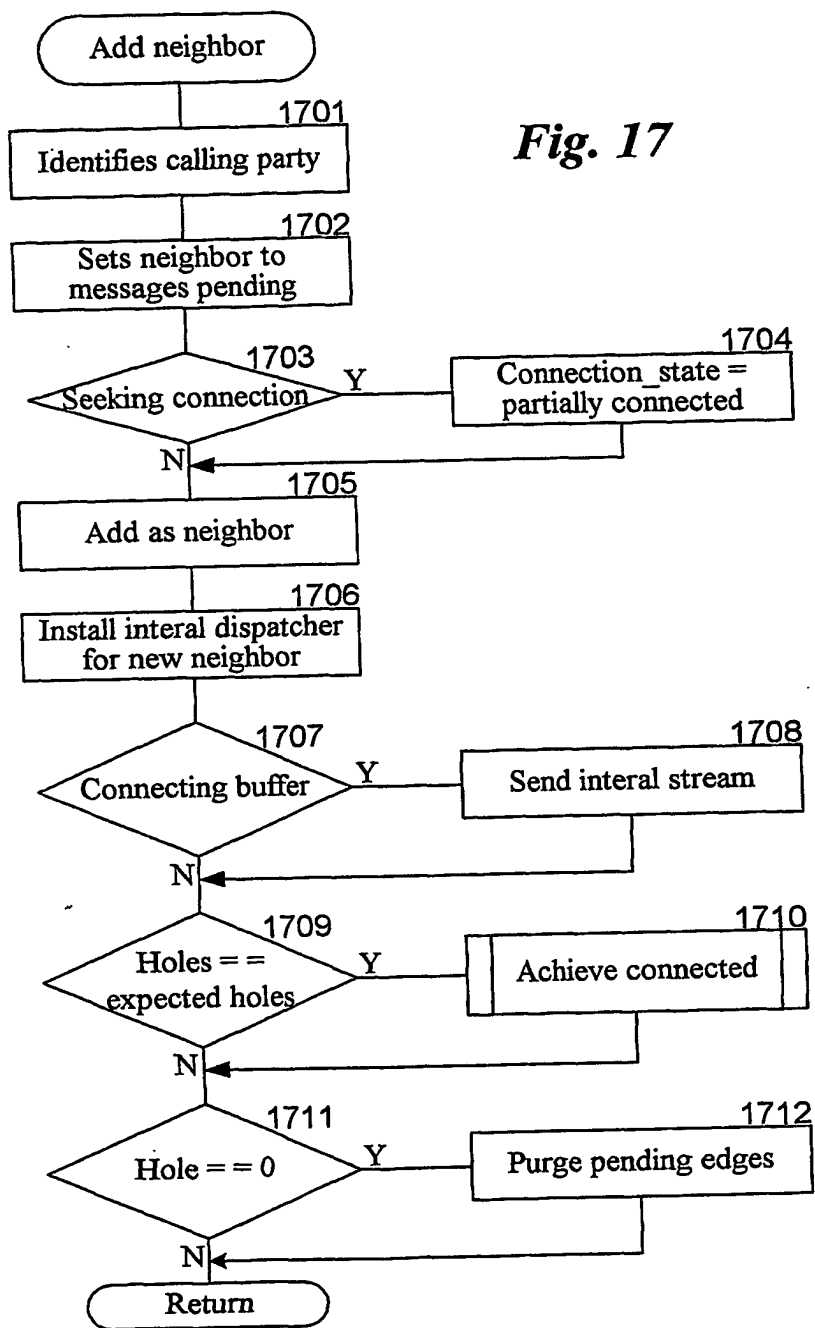 Add neighbor
Fig. 17
1701
Identifies calling party
1702
Sets neighbor to
messages pending
1703
Seeking connection
Y
1704
Connection_state =
partially connected
N
1705
Add as neighbor
1706
Install interal dispatcher
for new neighbor
1707
Connecting buffer
Y
1708
Send interal stream
N
1709
Holes = =
expected holes
Y
1710
Achieve connected
N
1711
Hole = = 0
Y
1712
Purge pending edges
N
Return